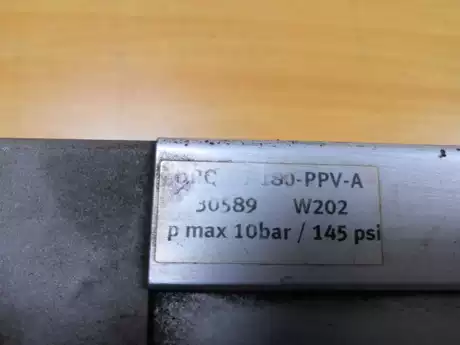 180-PPV-A
30589 W202
p max 10bar / 145 psi